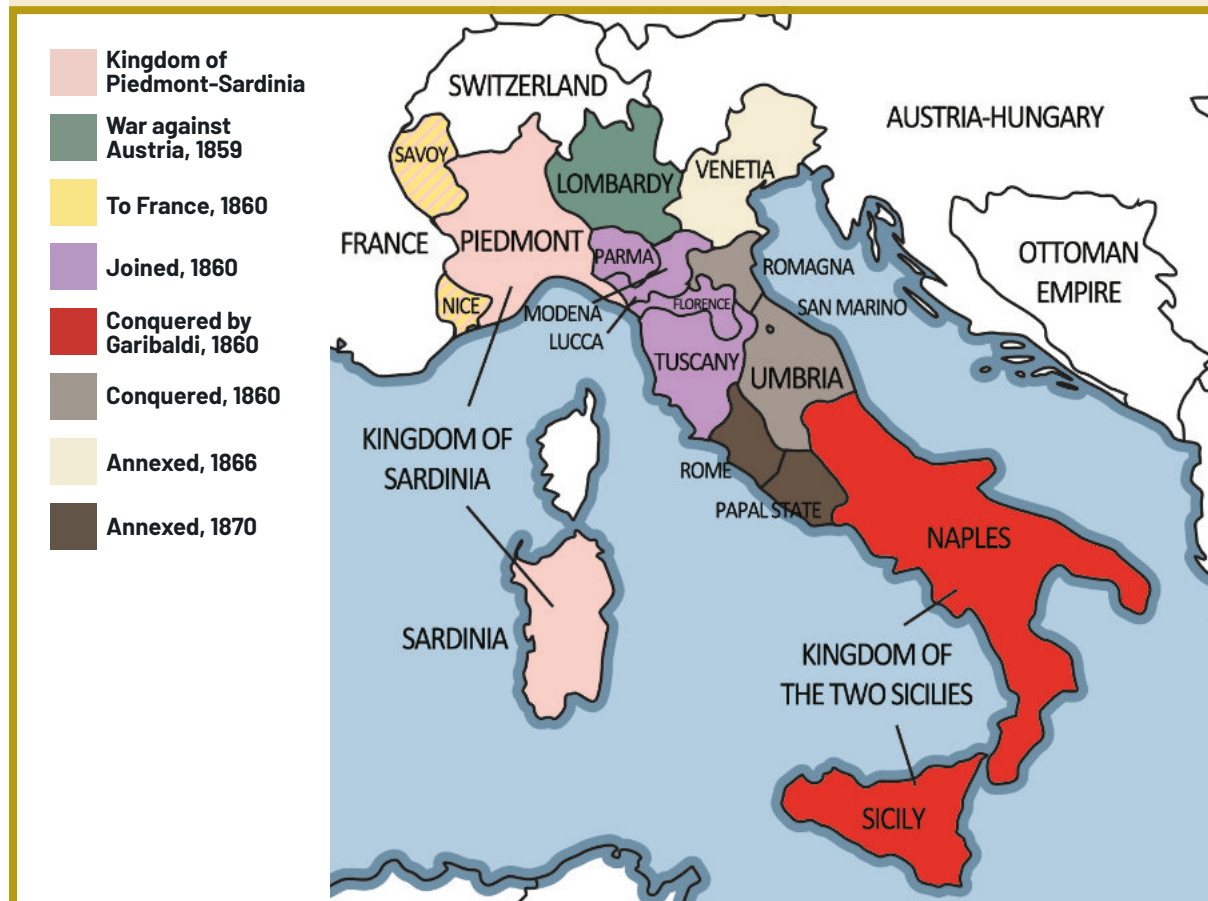 Kingdom of
Piedmont-Sardinia
War against
Austria, 1859
To France, 1860
Joined, 1860
Conquered by
Garibaldi, 1860
Conquered, 1860
Annexed, 1866
Annexed, 1870
SWITZERLAND
AUSTRIA-HUNGARY
SAVOY
VENETIA
LOMBARDY
FRANCE
PIEDMONT
PARMA
ROMAGNA
OTTOMAN
EMPIRE
NICE
MODENA
FLORENCE
SAN MARINO
LUCCA
TUSCANY
UMBRIA
KINGDOM OF
SARDINIA
ROME
PAPAL STATE
NAPLES
SARDINIA
KINGDOM OF
THE TWO SICILIES
SICILY